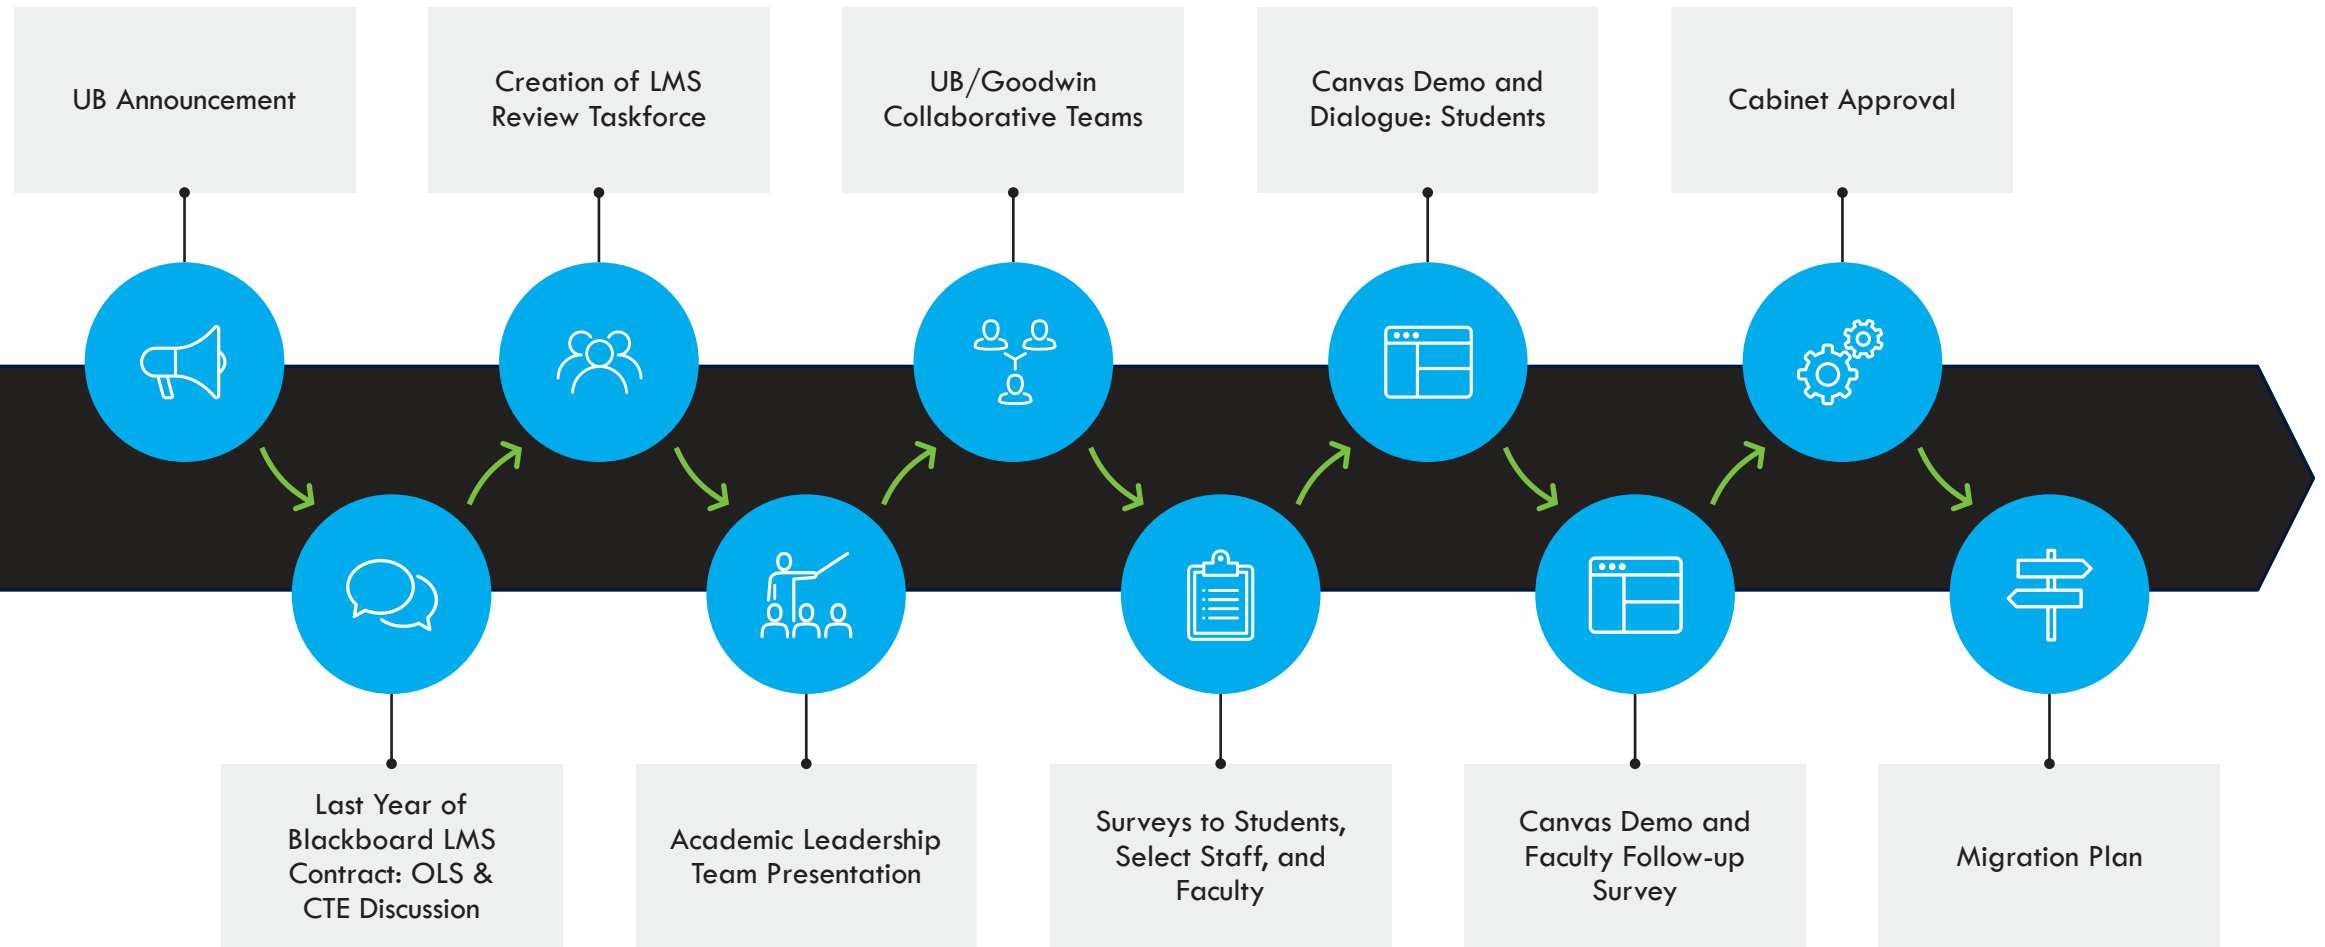 UB Announcement
Last Year of
Blackboard LMS
Contract: OLS &
CTE Discussion
Creation of LMS
Review Taskforce
Academic Leadership
Team Presentation
UB/Goodwin
Collaborative Teams
Surveys to Students,
Select Staff, and
Faculty
Canvas Demo and
Dialogue: Students
Canvas Demo and
Faculty Follow-up
Survey
Cabinet Approval
Migration Plan